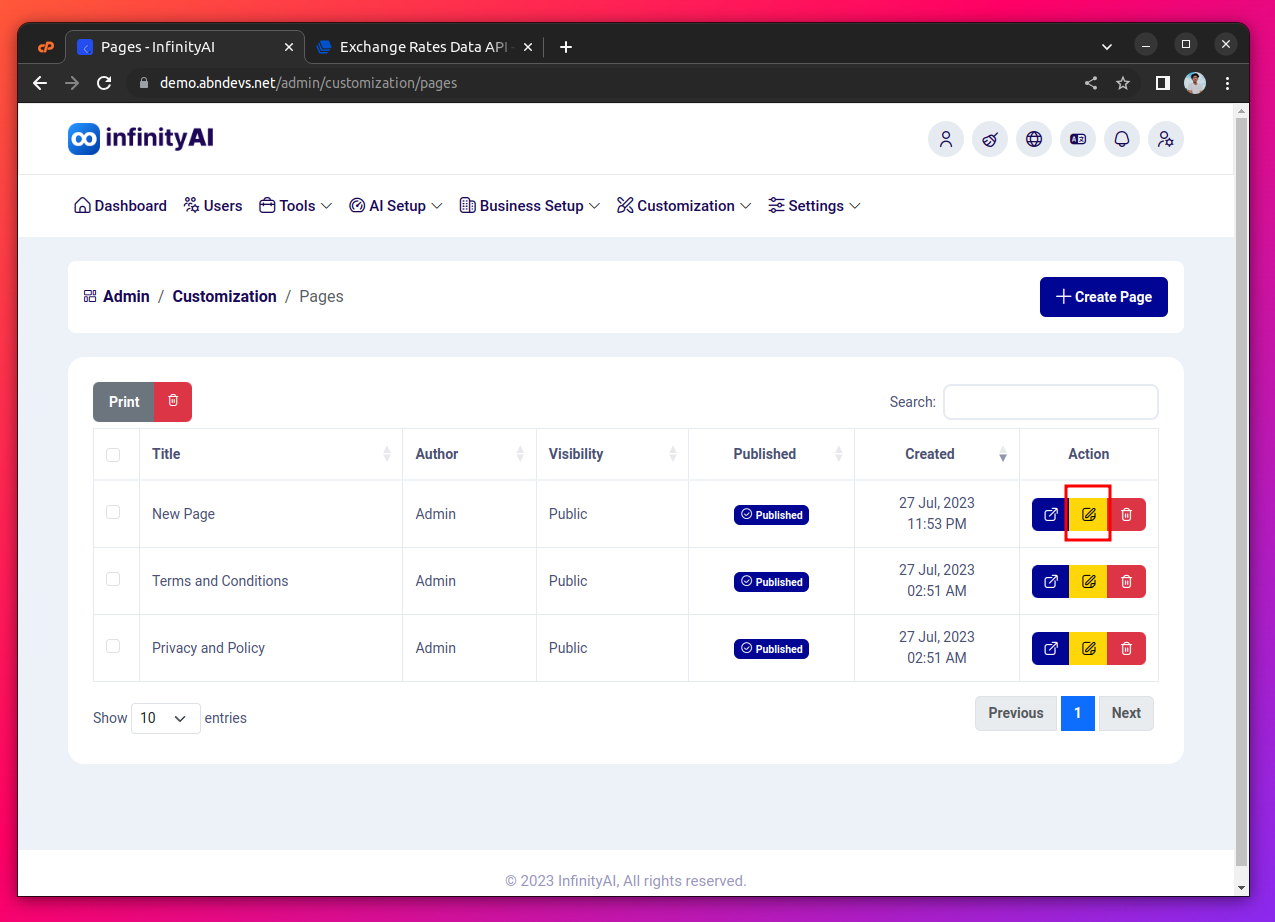 Pages - InfinityAI
Exchange Rates Data API
demo.abndevs.net/admin/customization/pages
infinityAI
Dashboard Users Tools AI Setup Business Setup Customization Settings
Admin / Customization / Pages
Create Page
Print
Search:
Title Author Visibility Published Created Action
New Page Admin Public Published 27 Jul, 2023
11:53 PM
Terms and Conditions Admin Public Published 27 Jul, 2023
02:51 AM
Privacy and Policy Admin Public Published 27 Jul, 2023
02:51 AM
Show 10 entries
Previous 1 Next
© 2023 InfinityAI, All rights reserved.